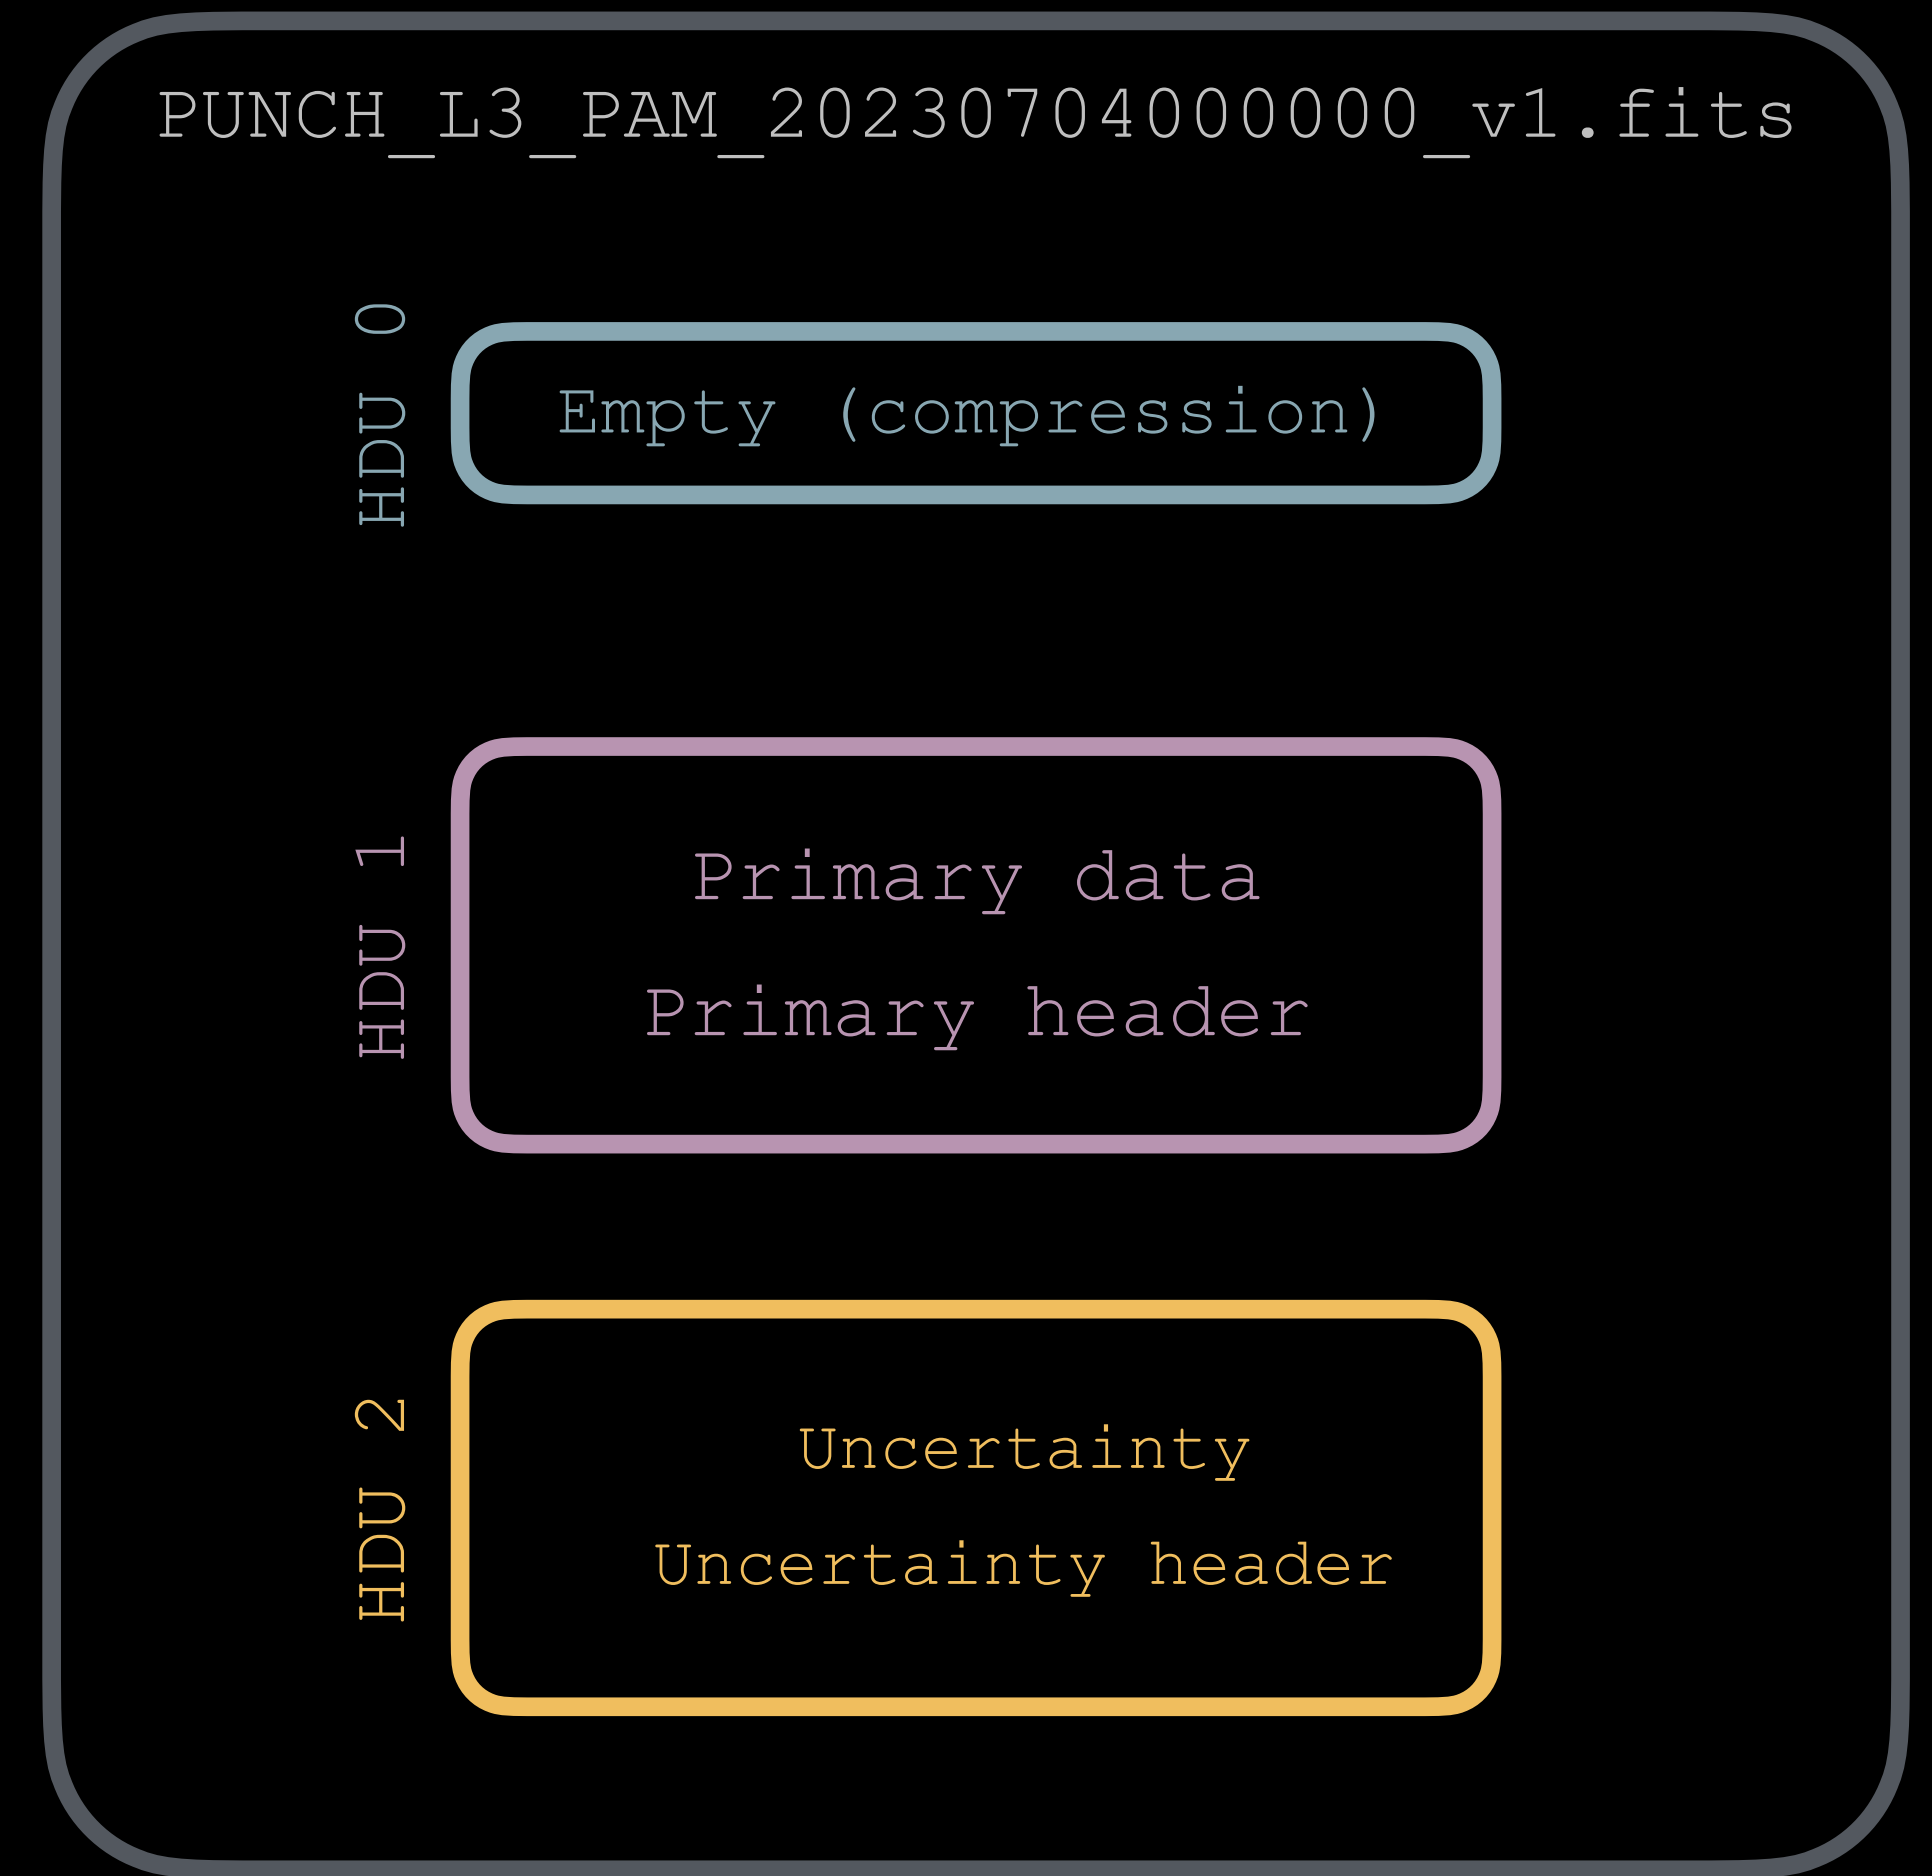 PUNCH_L3_PAM_20230704000000_v1.fits
HDU 0
Empty (compression)
HDU 1
Primary data
Primary header
HDU 2
Uncertainty
Uncertainty header